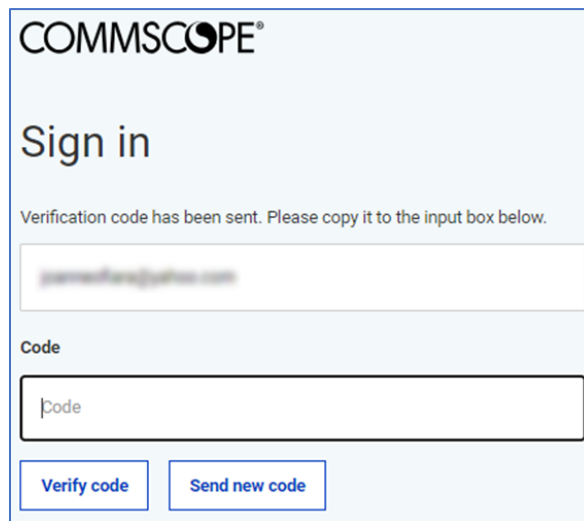 COMMSCOPE®
Sign in
Verification code has been sent. Please copy it to the input box below.
Code
Code
Verify code Send new code